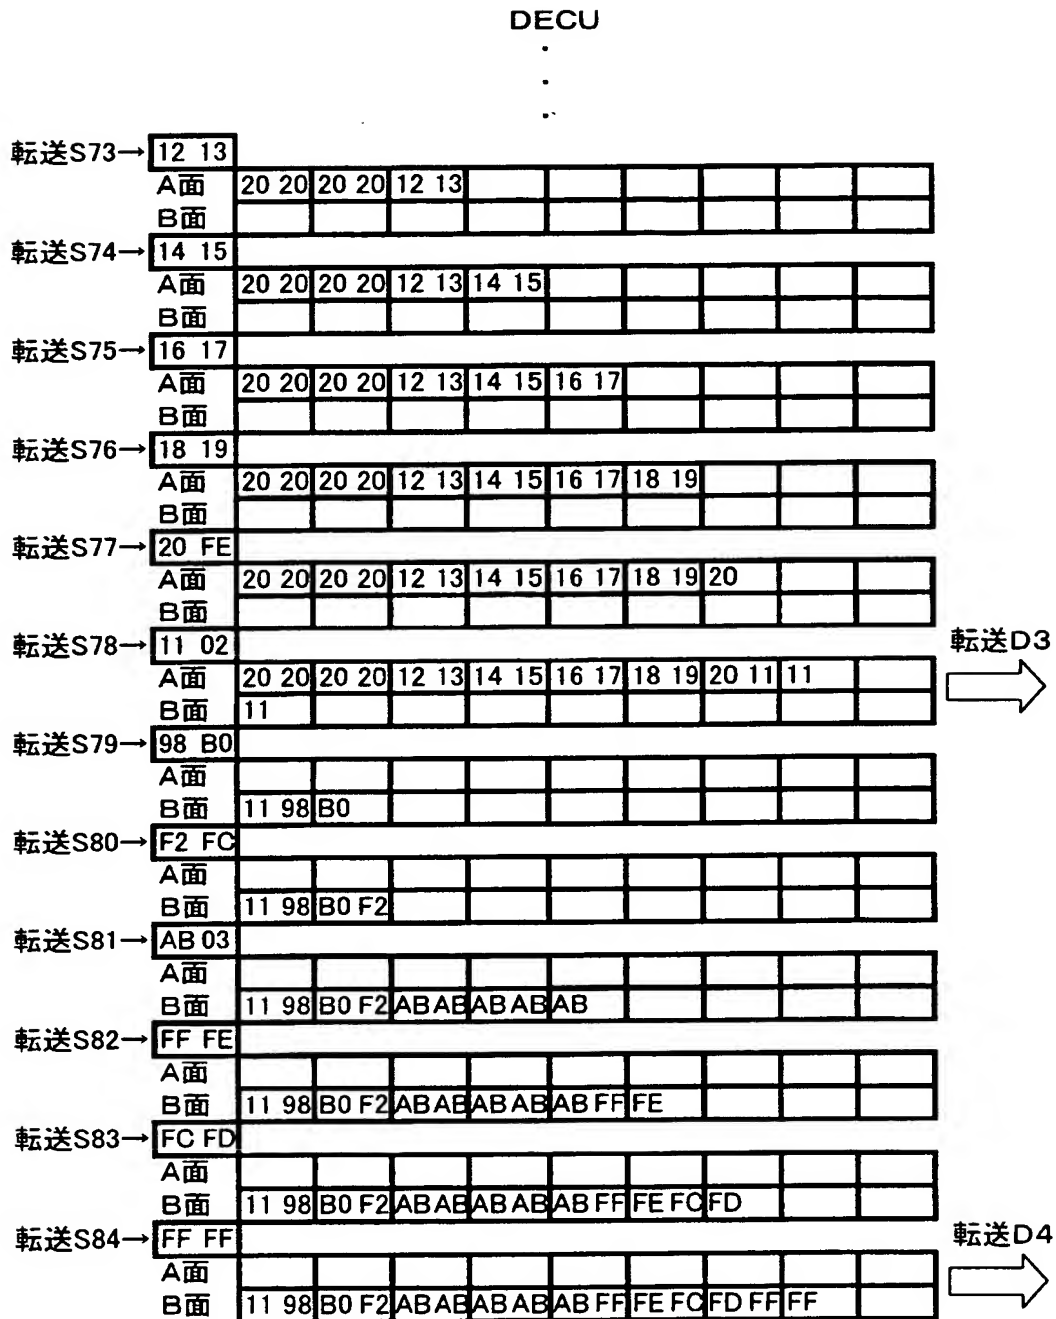 DECU
転送S73→ 12 13
A面 20 20 20 20 12 13
B面
転送S74→ 14 15
A面 20 20 20 20 12 13 14 15
B面
転送S75→ 16 17
A面 20 20 20 20 12 13 14 15 16 17
B面
転送S76→ 18 19
A面 20 20 20 20 12 13 14 15 16 17 18 19
B面
転送S77→ 20 FE
A面 20 20 20 20 12 13 14 15 16 17 18 19 20
B面
転送S78→ 11 02 転送D3
A面 20 20 20 20 12 13 14 15 16 17 18 19 20 11 11
B面 11
転送S79→ 98 B0
A面
B面 11 98 B0
転送S80→ F2 FC
A面
B面 11 98 B0 F2
転送S81→ AB 03
A面
B面 11 98 B0 F2 AB AB AB AB AB
転送S82→ FF FE
A面
B面 11 98 B0 F2 AB AB AB AB AB FF FE
転送S83→ FC FD
A面
B面 11 98 B0 F2 AB AB AB AB AB FF FE FC FD
転送S84→ FF FF 転送D4
A面
B面 11 98 B0 F2 AB AB AB AB AB FF FE FC FD FF FF